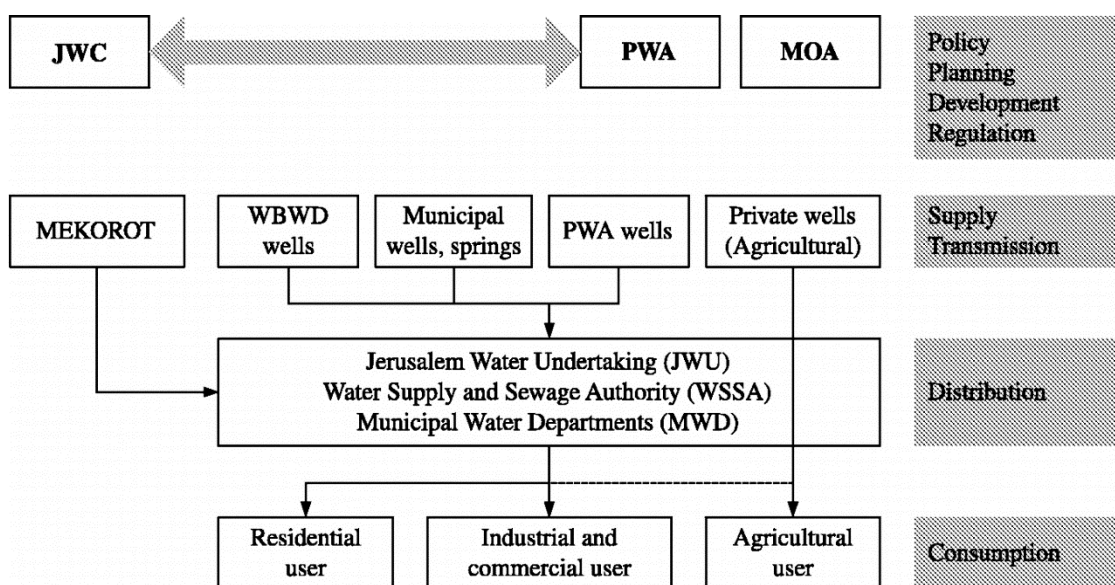 JWC
PWA
MOA
Policy
Planning
Development
Regulation
MEKOROT
WBWD
wells
Municipal
wells, springs
PWA wells
Private wells
(Agricultural)
Supply
Transmission
Jerusalem Water Undertaking (JWU)
Water Supply and Sewage Authority (WSSA)
Municipal Water Departments (MWD)
Distribution
Residential
user
Industrial and
commercial user
Agricultural
user
Consumption